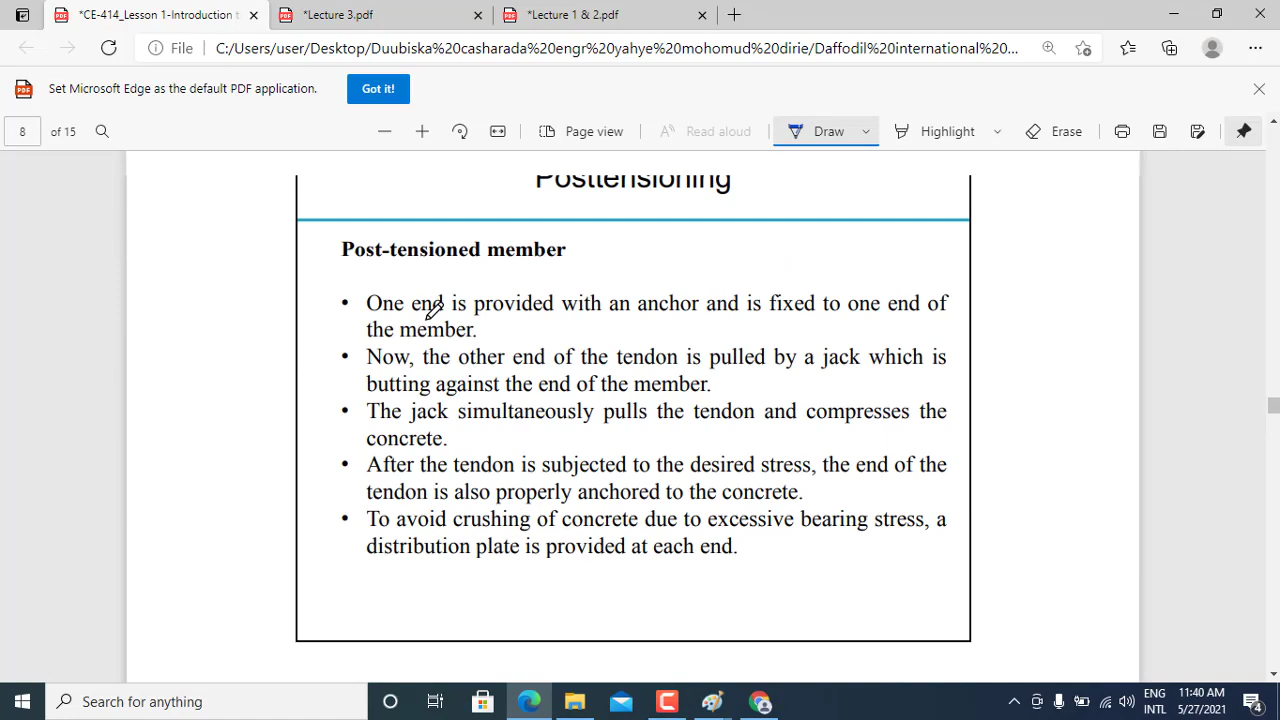 *CE-414_Lesson 1-Introduction t
*Lecture 3.pdf
*Lecture 1 & 2.pdf
File
C:/Users/user/Desktop/Duubiska%20casharada%20engr%20yahye%20mohomud%20dirie/Daffodil%20international%20...
Set Microsoft Edge as the default PDF application.
Got it!
8 of 15
Page view
Read aloud
Draw
Highlight
Erase
Posttensioning
Post-tensioned member
• One end is provided with an anchor and is fixed to one end of
the member.
• Now, the other end of the tendon is pulled by a jack which is
butting against the end of the member.
• The jack simultaneously pulls the tendon and compresses the
concrete.
• After the tendon is subjected to the desired stress, the end of the
tendon is also properly anchored to the concrete.
• To avoid crushing of concrete due to excessive bearing stress, a
distribution plate is provided at each end.
Search for anything
ENG
INTL
11:40 AM
5/27/2021
4